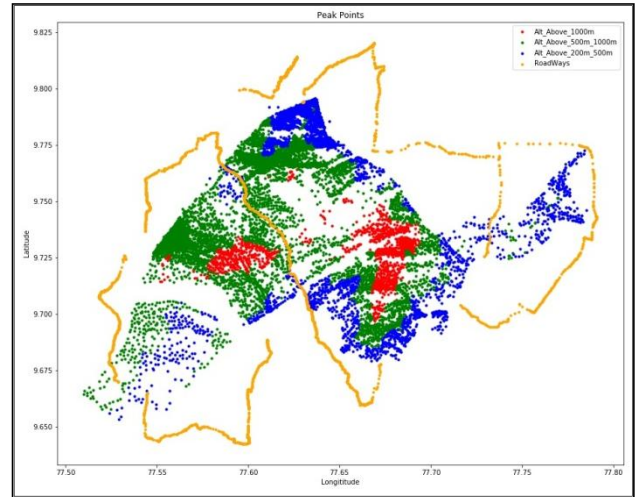 Peak Points
Alt_Above_1000m
Alt_Above_500m_1000m
Alt_Above_200m_500m
RoadWays
9.825
9.800
9.775
9.750
9.725
9.700
9.675
9.650
Latitude
77.50 77.55 77.60 77.65 77.70 77.75 77.80
Longititude